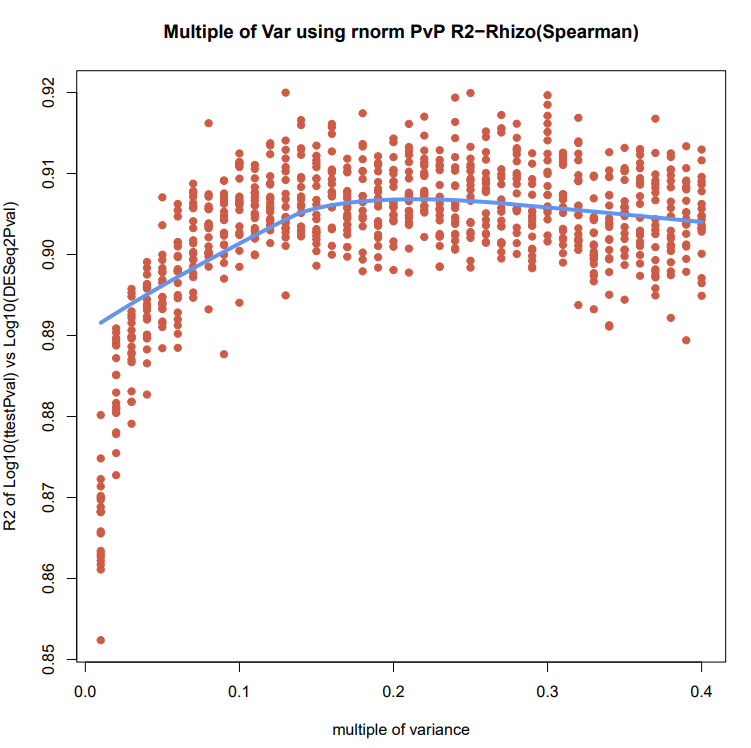 Multiple of Var using rnorm PvP R2−Rhizo(Spearman)
R2 of Log10(ttestPval) vs Log10(DESeq2Pval)
0.92
0.91
0.90
0.89
0.88
0.87
0.86
0.85
0.0 0.1 0.2 0.3 0.4
multiple of variance